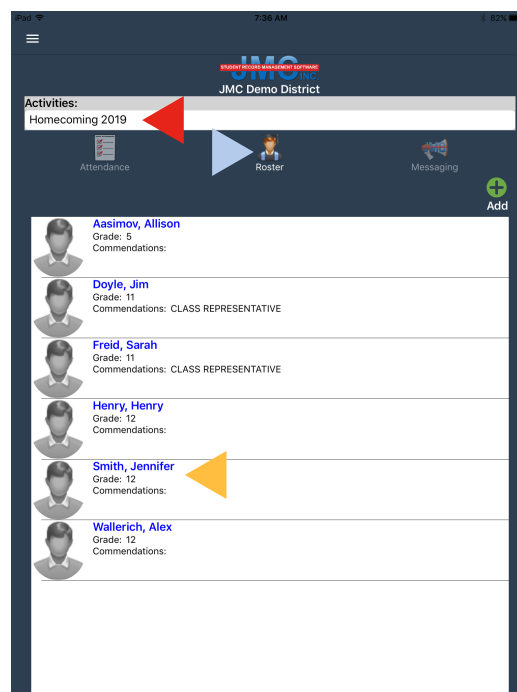 iPad 7:36 AM 82%
STUDENT RECORD MANAGEMENT SOFTWARE
JMC INC.
JMC Demo District
Activities:
Homecoming 2019
Attendance Roster Messaging
Add
Aasimov, Allison
Grade: 5
Commendations:
Doyle, Jim
Grade: 11
Commendations: CLASS REPRESENTATIVE
Freid, Sarah
Grade: 11
Commendations: CLASS REPRESENTATIVE
Henry, Henry
Grade: 12
Commendations:
Smith, Jennifer
Grade: 12
Commendations:
Wallerich, Alex
Grade: 12
Commendations: